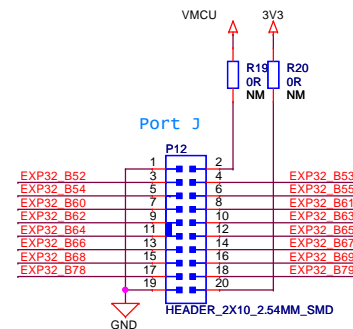 VMCU 3V3
R19 R20
0R 0R
NM NM
Port J
P12
1 2
EXP32_B52 3 4 EXP32_B53
EXP32_B54 5 6 EXP32_B55
EXP32_B60 7 8 EXP32_B61
EXP32_B62 9 10 EXP32_B63
EXP32_B64 11 12 EXP32_B65
EXP32_B66 13 14 EXP32_B67
EXP32_B68 15 16 EXP32_B69
EXP32_B78 17 18 EXP32_B79
19 20
HEADER_2X10_2.54MM_SMD
GND